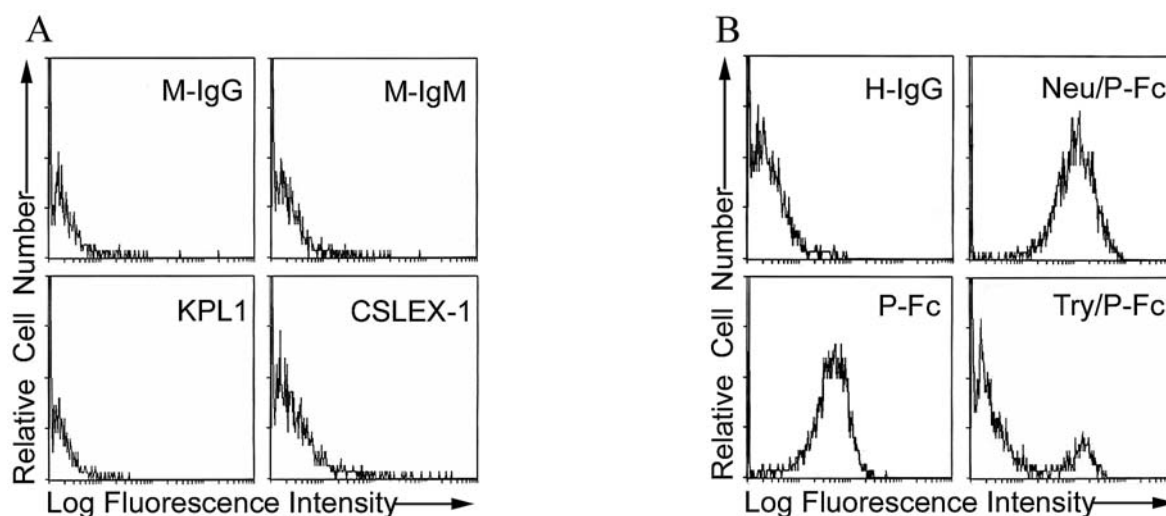 A
M-IgG
M-IgM
KPL1
CSLEX-1
Relative Cell Number
Log Fluorescence Intensity
B
H-IgG
Neu/P-Fc
P-Fc
Try/P-Fc
Relative Cell Number
Log Fluorescence Intensity